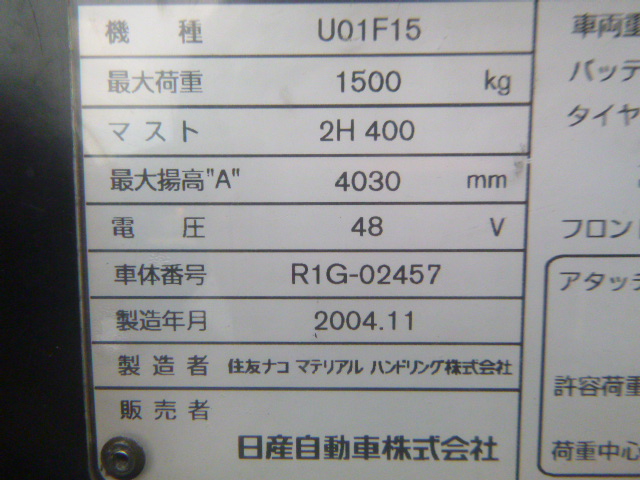 機 種 U01F15
最大荷重 1500 kg
マスト 2H 400
最大揚高"A" 4030 mm
電 圧 48 V
車体番号 R1G-02457
製造年月 2004.11
製造者 住友ナコ マテリアル ハンドリング株式会社
販売者 日産自動車株式会社
車両重
バッテ
タイヤ
フロント
アタッチ
許容荷重
荷重中心